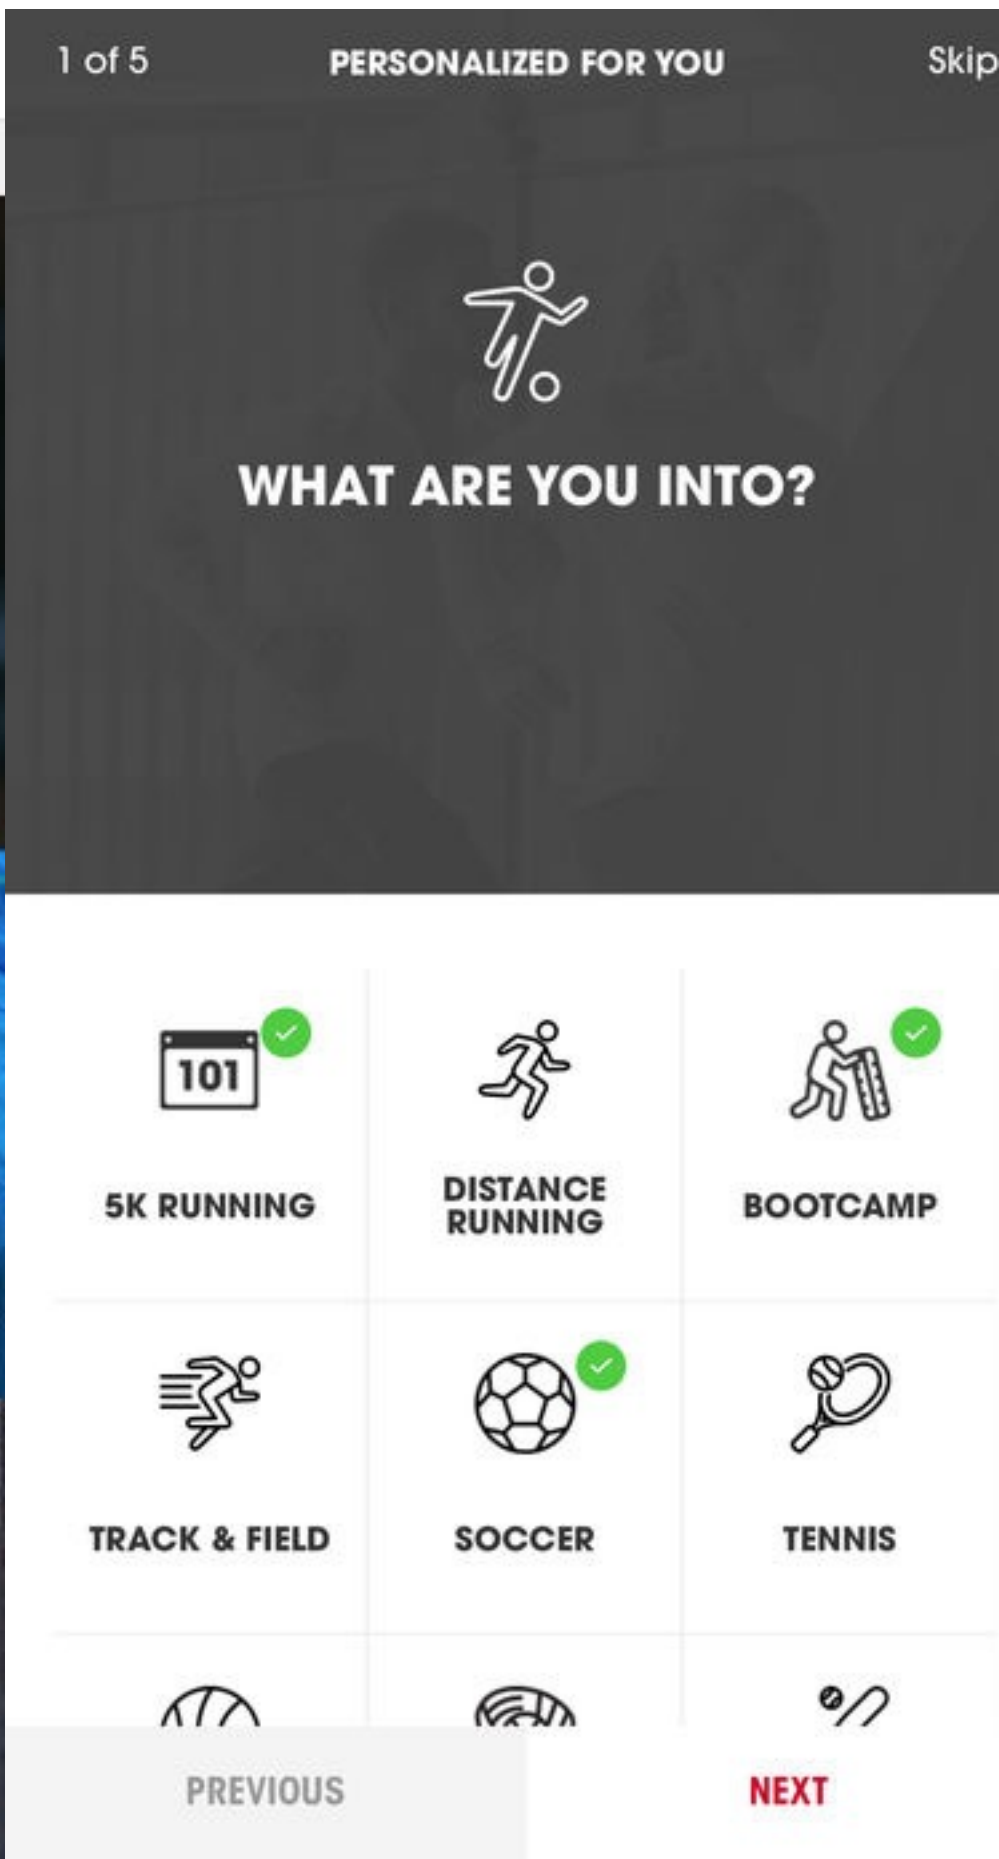 1 of 5
PERSONALIZED FOR YOU
Skip
WHAT ARE YOU INTO?
101
5K RUNNING
DISTANCE
RUNNING
BOOTCAMP
TRACK & FIELD
SOCCER
TENNIS
PREVIOUS
NEXT